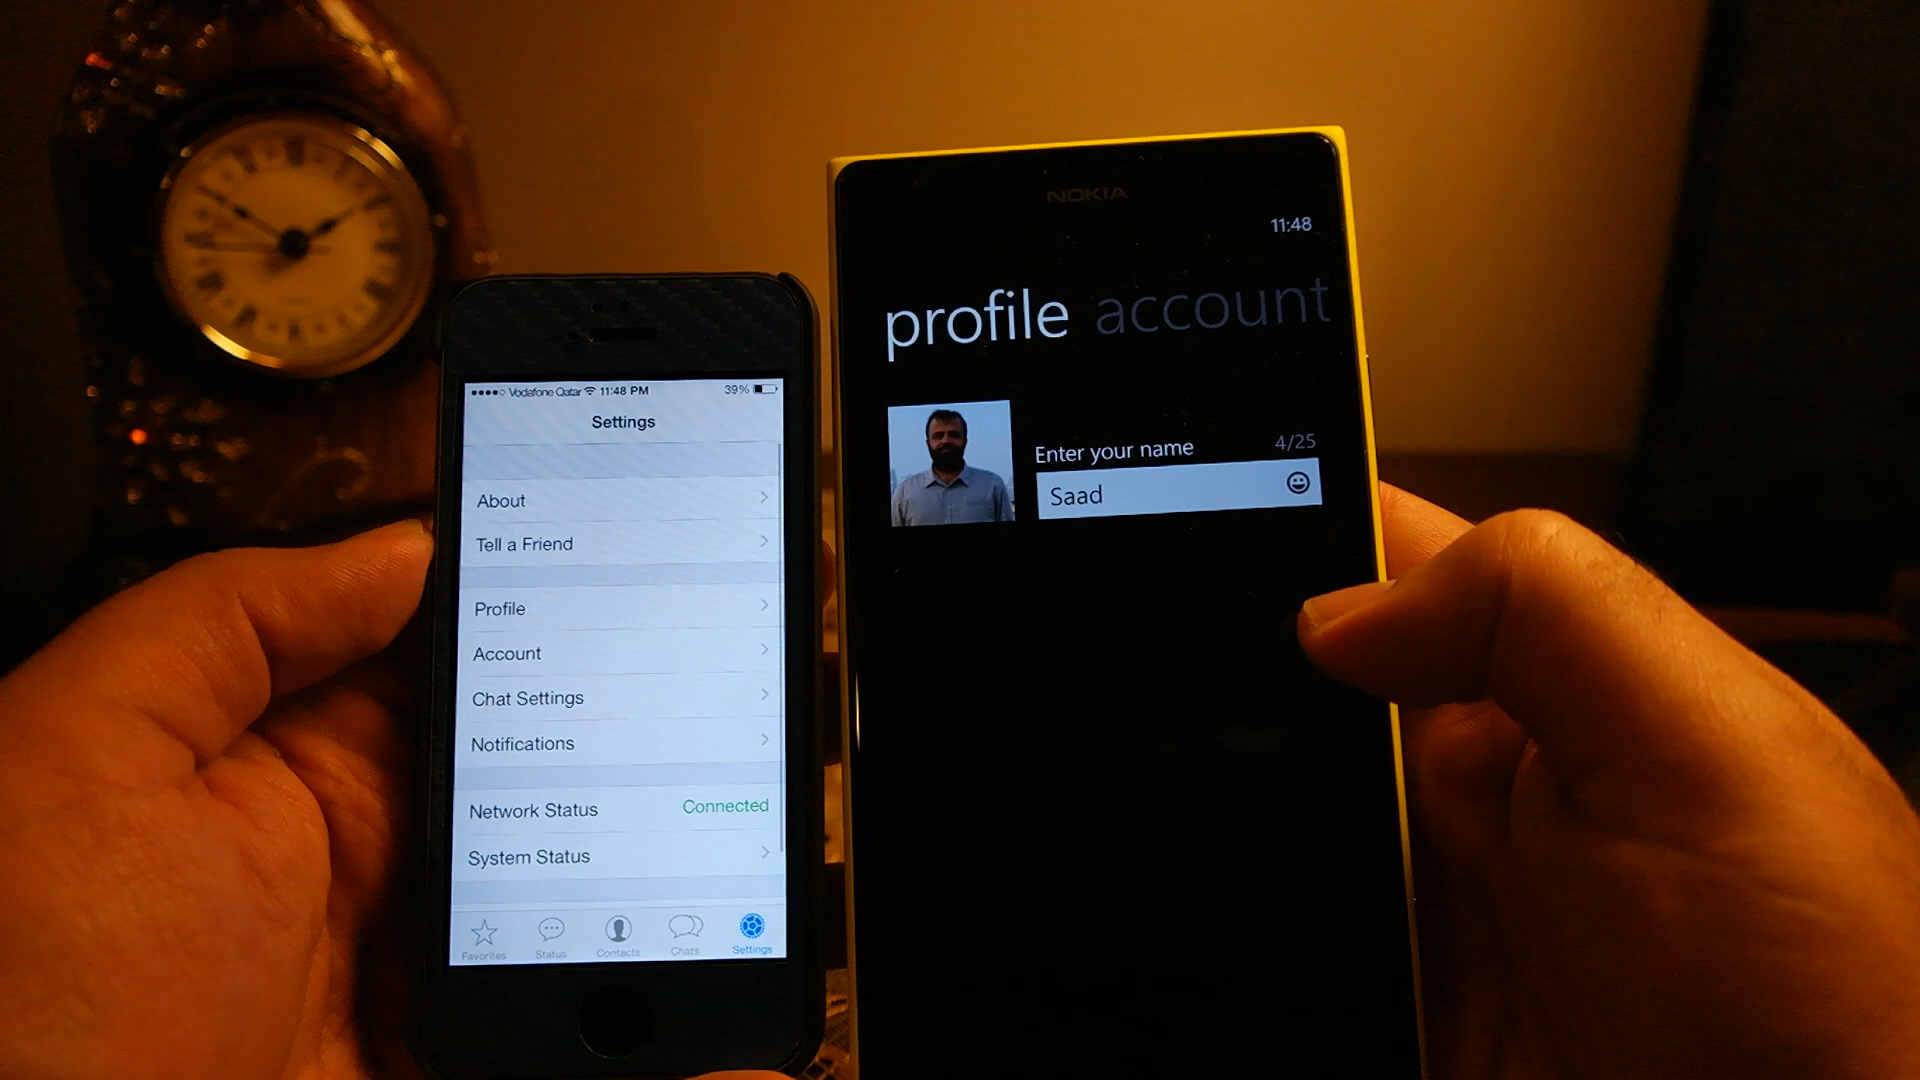 Vodafone Qatar 11:48 PM 39%
Settings
About
Tell a Friend
Profile
Account
Chat Settings
Notifications
Network Status Connected
System Status
Favorites Status Contacts Chats Settings
NOKIA
11:48
profile account
Enter your name 4/25
Saad